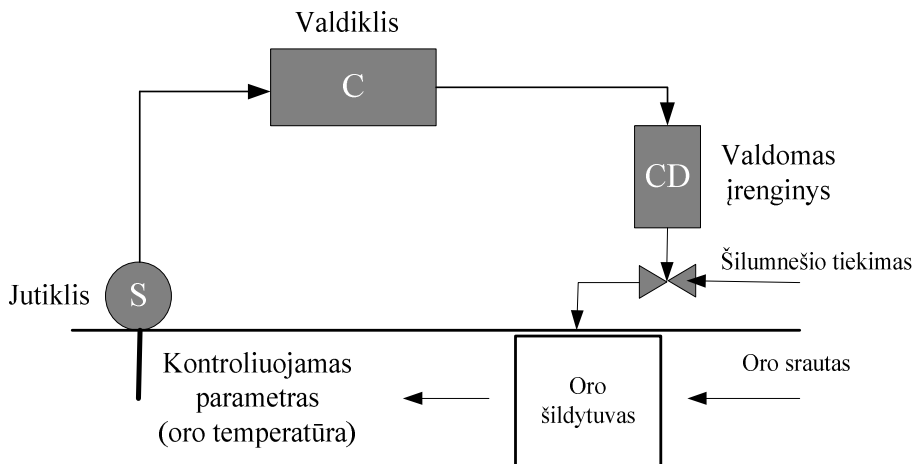 Valdiklis
C
CD
Valdomas
įrenginys
Šilumnešio tiekimas
Jutiklis
S
Kontroliuojamas
parametras
(oro temperatūra)
Oro
šildytuvas
Oro srautas